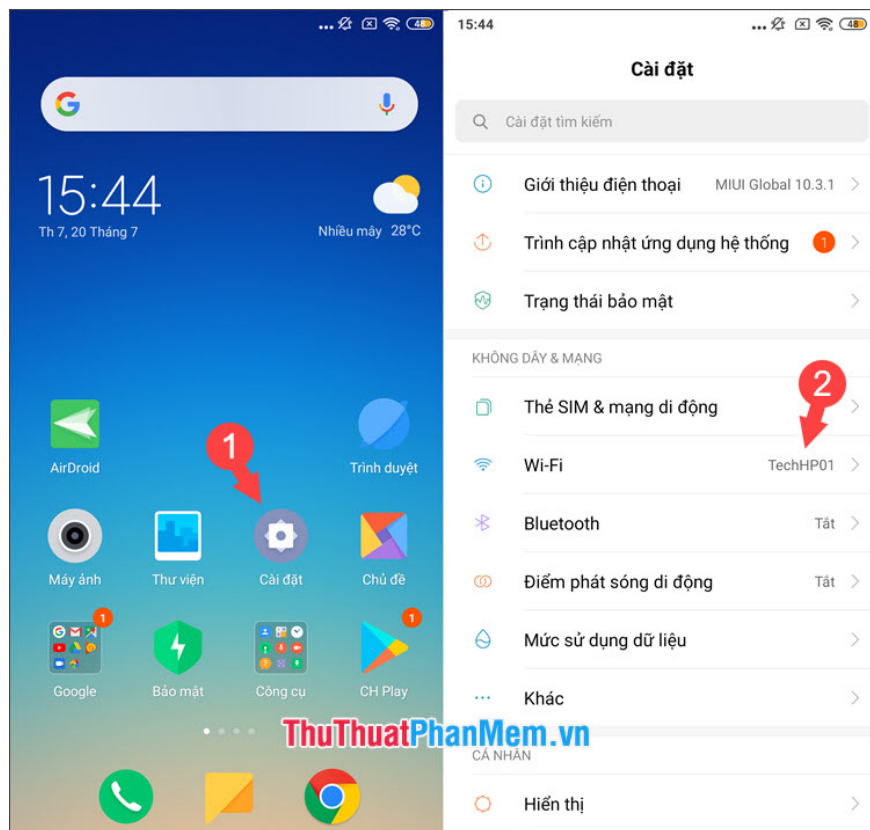 48
15:44
Th 7, 20 Tháng 7
Nhiều mây 28°C
1
AirDroid
Trình duyệt
Máy ảnh
Thư viện
Cài đặt
Chủ đề
1
1
Google
Bảo mật
Công cụ
CH Play
15:44
48
Cài đặt
Cài đặt tìm kiếm
Giới thiệu điện thoại MIUI Global 10.3.1
Trình cập nhật ứng dụng hệ thống 1
Trạng thái bảo mật
KHÔNG DÂY & MẠNG
2
Thẻ SIM & mạng di động
Wi-Fi TechHP01
Bluetooth Tắt
Điểm phát sóng di động Tắt
Mức sử dụng dữ liệu
Khác
ThuThuatPhanMem.vn
CÁ NHÂN
Hiển thị